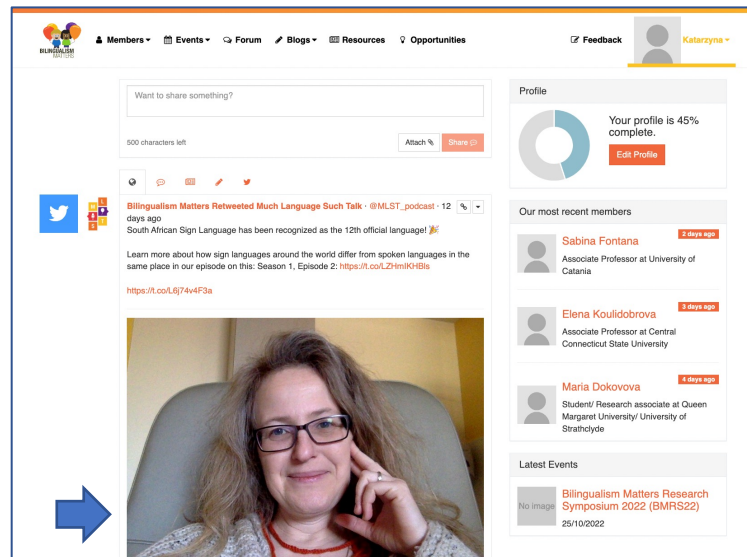 BILINGUALISM
MATTERS
Members
Events
Forum
Blogs
Resources
Opportunities
Feedback
Katarzyna
Want to share something?
500 characters left
Attach
Share
Bilingualism Matters Retweeted Much Language Such Talk · @MLST_podcast · 12
days ago
South African Sign Language has been recognized as the 12th official language! 🎉
Learn more about how sign languages around the world differ from spoken languages in the
same place in our episode on this: Season 1, Episode 2: https://t.co/LZHmIKHBls
https://t.co/L6j74v4F3a
Profile
Your profile is 45%
complete.
Edit Profile
Our most recent members
2 days ago
Sabina Fontana
Associate Professor at University of
Catania
3 days ago
Elena Koulidobrova
Associate Professor at Central
Connecticut State University
4 days ago
Maria Dokovova
Student/ Research associate at Queen
Margaret University/ University of
Strathclyde
Latest Events
No image
Bilingualism Matters Research
Symposium 2022 (BMRS22)
25/10/2022